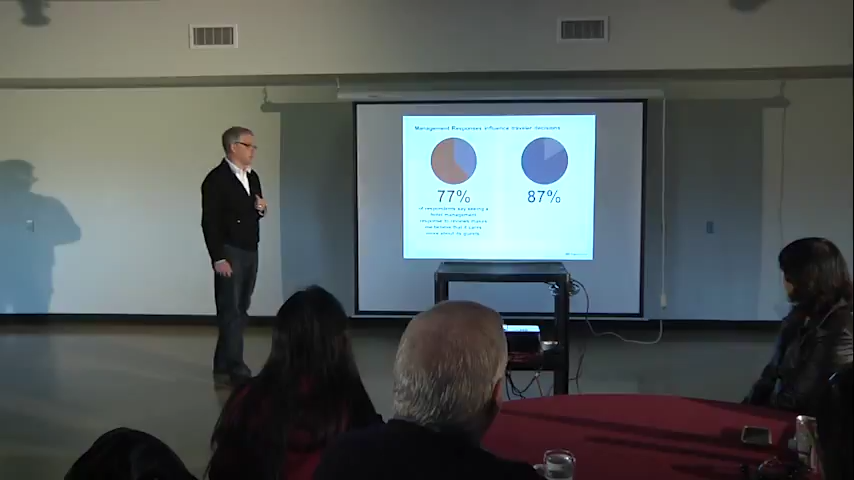 Management Responses influence travel decisions
77%
87%
of respondents say seeing a
hotel management
response to reviews makes
me believe that it cares
more about its guests